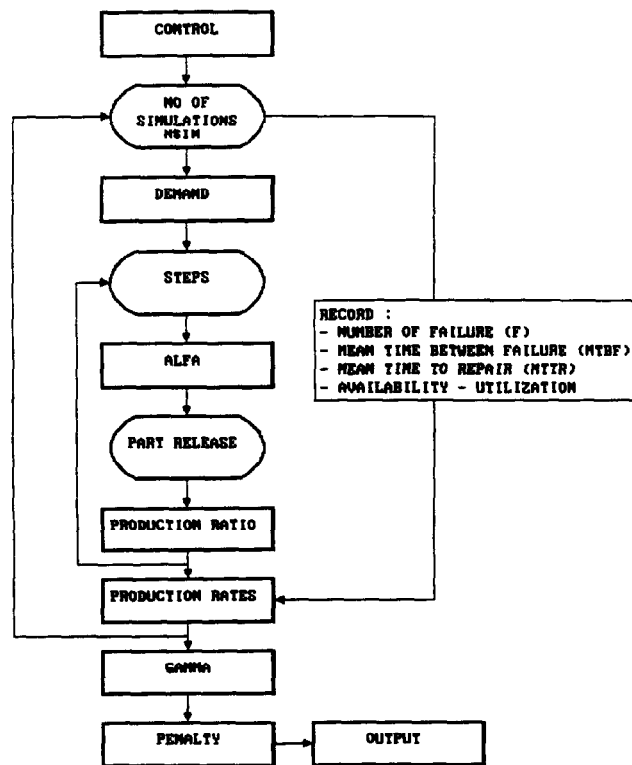 CONTROL
NO OF
SIMULATIONS
NSIM
DEMAND
STEPS
RECORD :
- NUMBER OF FAILURE (F)
- MEAN TIME BETWEEN FAILURE (MTBF)
- MEAN TIME TO REPAIR (MTTR)
- AVAILABILITY - UTILIZATION
ALFA
PART RELEASE
PRODUCTION RATIO
PRODUCTION RATES
GAMMA
PENALTY
OUTPUT